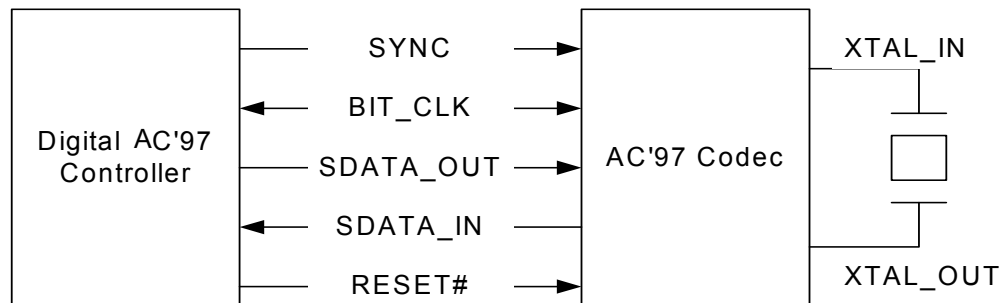 SYNC
XTAL_IN
BIT_CLK
Digital AC'97
Controller
AC'97 Codec
SDATA_OUT
SDATA_IN
RESET#
XTAL_OUT